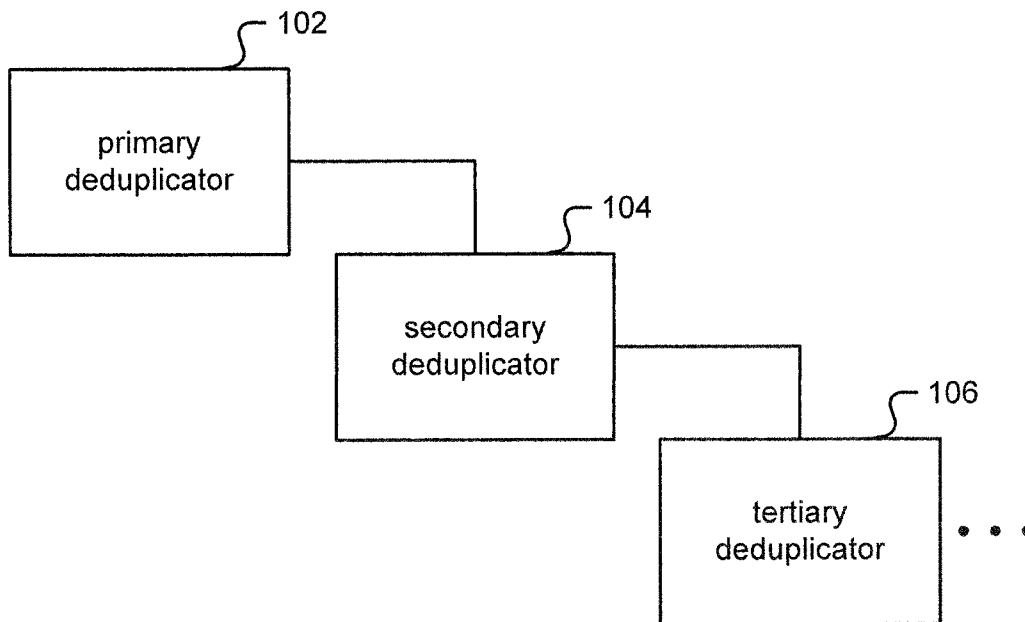 102
primary
deduplicator
104
secondary
deduplicator
106
tertiary
deduplicator